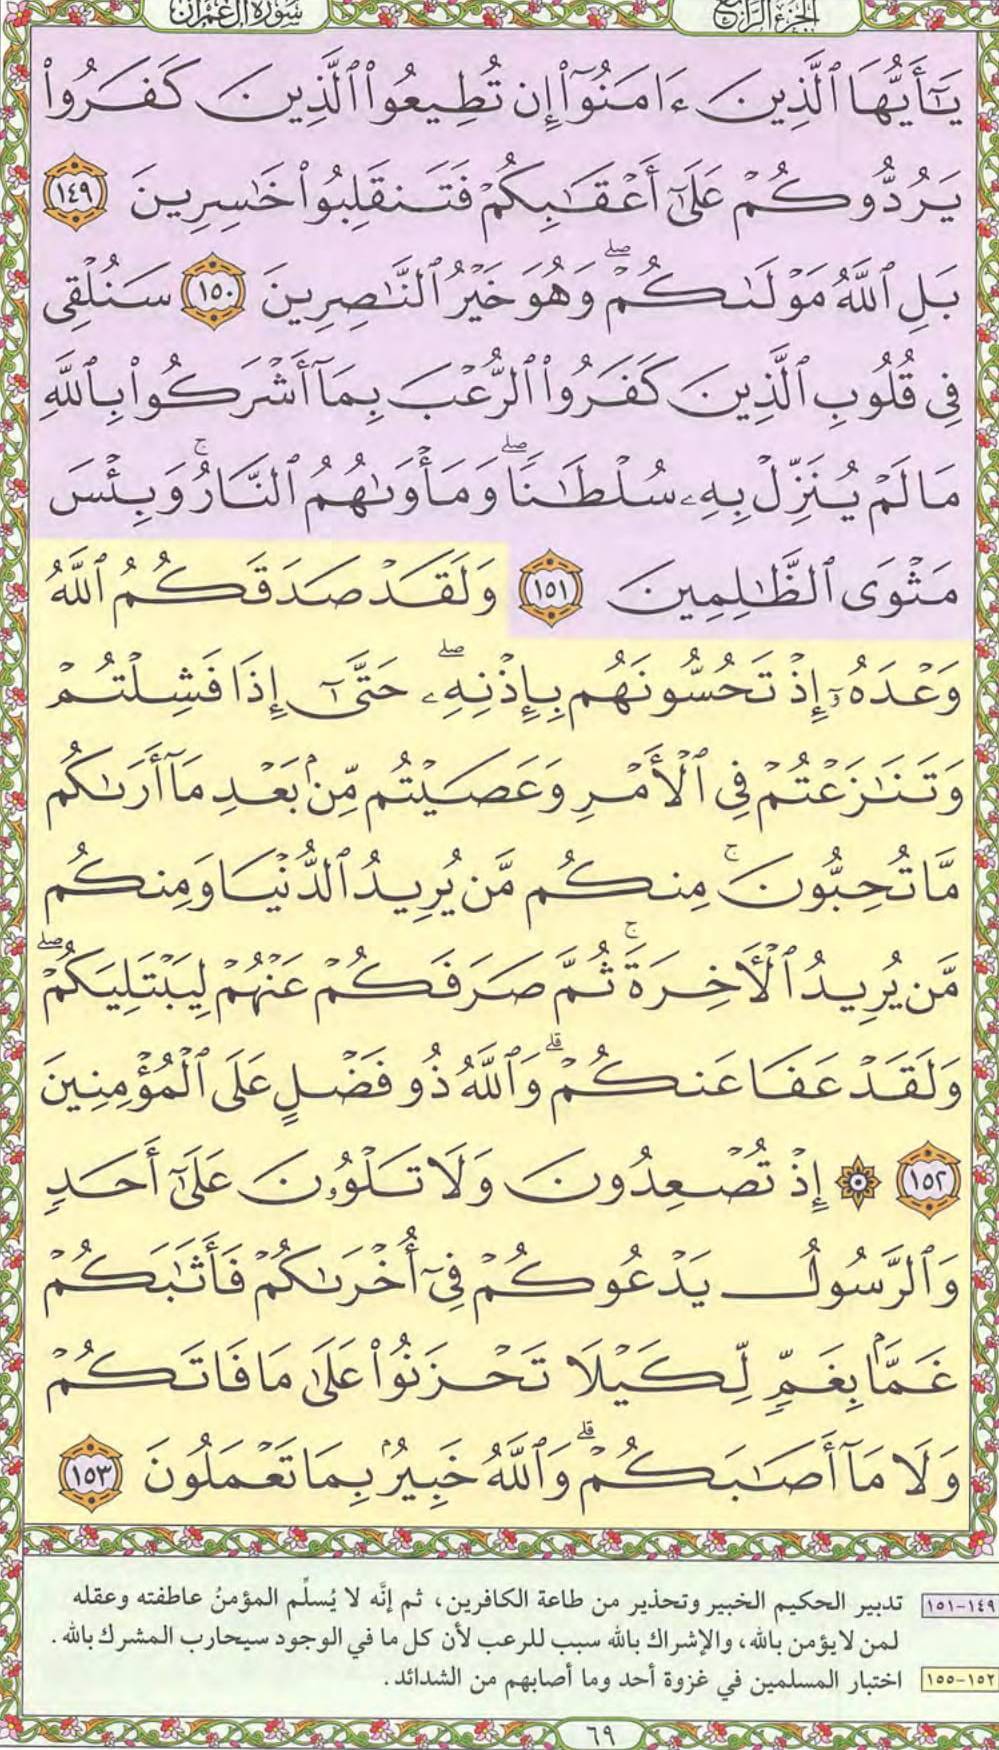 الجزء الرابع
سورة آل عمران
يَـٰٓأَيُّهَا ٱلَّذِينَ ءَامَنُوٓا۟ إِن تُطِيعُوا۟ ٱلَّذِينَ كَفَرُوا۟
يَرُدُّوكُمْ عَلَىٰٓ أَعْقَـٰبِكُمْ فَتَنقَلِبُوا۟ خَـٰسِرِينَ ١٤٩
بَلِ ٱللَّهُ مَوْلَىٰكُمْ ۖ وَهُوَ خَيْرُ ٱلنَّـٰصِرِينَ ١٥٠ سَنُلْقِى
فِى قُلُوبِ ٱلَّذِينَ كَفَرُوا۟ ٱلرُّعْبَ بِمَآ أَشْرَكُوا۟ بِٱللَّهِ
مَا لَمْ يُنَزِّلْ بِهِۦ سُلْطَـٰنًا ۖ وَمَأْوَىٰهُمُ ٱلنَّارُ ۚ وَبِئْسَ
مَثْوَى ٱلظَّـٰلِمِينَ ١٥١ وَلَقَدْ صَدَقَكُمُ ٱللَّهُ
وَعْدَهُۥٓ إِذْ تَحُسُّونَهُم بِإِذْنِهِۦ ۖ حَتَّىٰٓ إِذَا فَشِلْتُمْ
وَتَنَـٰزَعْتُمْ فِى ٱلْأَمْرِ وَعَصَيْتُم مِّنۢ بَعْدِ مَآ أَرَىٰكُم
مَّا تُحِبُّونَ ۚ مِنكُم مَّن يُرِيدُ ٱلدُّنْيَا وَمِنكُم
مَّن يُرِيدُ ٱلْـَٔاخِرَةَ ۚ ثُمَّ صَرَفَكُمْ عَنْهُمْ لِيَبْتَلِيَكُمْ ۖ
وَلَقَدْ عَفَا عَنكُمْ ۗ وَٱللَّهُ ذُو فَضْلٍ عَلَى ٱلْمُؤْمِنِينَ
١٥٢ ۞ إِذْ تُصْعِدُونَ وَلَا تَلْوُۥنَ عَلَىٰٓ أَحَدٍ
وَٱلرَّسُولُ يَدْعُوكُمْ فِىٓ أُخْرَىٰكُمْ فَأَثَـٰبَكُمْ
غَمًّۢا بِغَمٍّ لِّكَيْلَا تَحْزَنُوا۟ عَلَىٰ مَا فَاتَكُمْ
وَلَا مَآ أَصَـٰبَكُمْ ۗ وَٱللَّهُ خَبِيرٌۢ بِمَا تَعْمَلُونَ ١٥٣
١٤٩-١٥١ تدبير الحكيم الخبير وتحذير من طاعة الكافرين، ثم إنَّه لا يُسلِّم المؤمنُ عاطفته وعقله
لمن لا يؤمن بالله، والإشراك بالله سبب للرعب لأن كل ما في الوجود سيحارب المشرك بالله.
١٥٢-١٥٥ اختبار المسلمين في غزوة أحد وما أصابهم من الشدائد.
٦٩